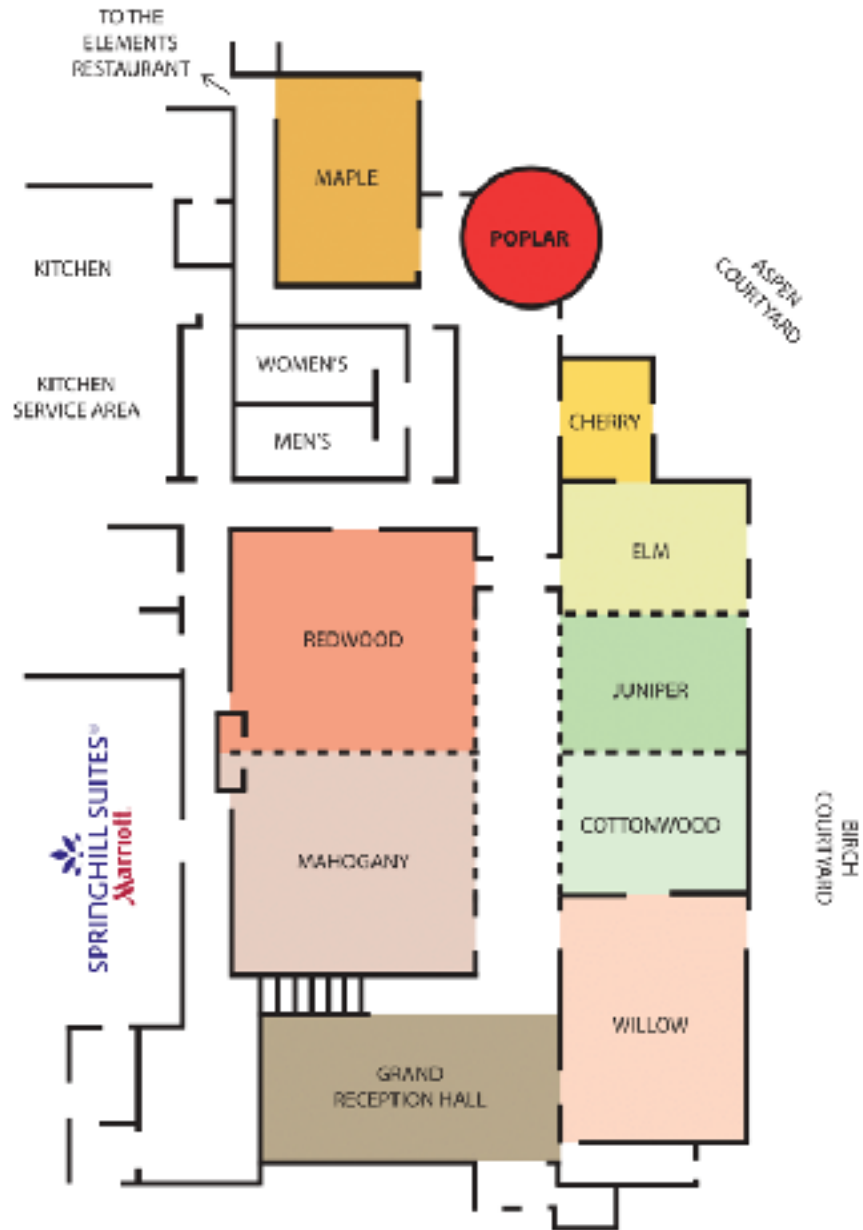 TO THE
ELEMENTS
RESTAURANT
MAPLE
POPLAR
ASPEN
COURTYARD
KITCHEN
WOMEN'S
KITCHEN
SERVICE AREA
CHERRY
MEN'S
ELM
REDWOOD
JUNIPER
SPRINGHILL SUITES®
Marriott
COTTONWOOD
BIRCH
COURTYARD
MAHOGANY
WILLOW
GRAND
RECEPTION HALL